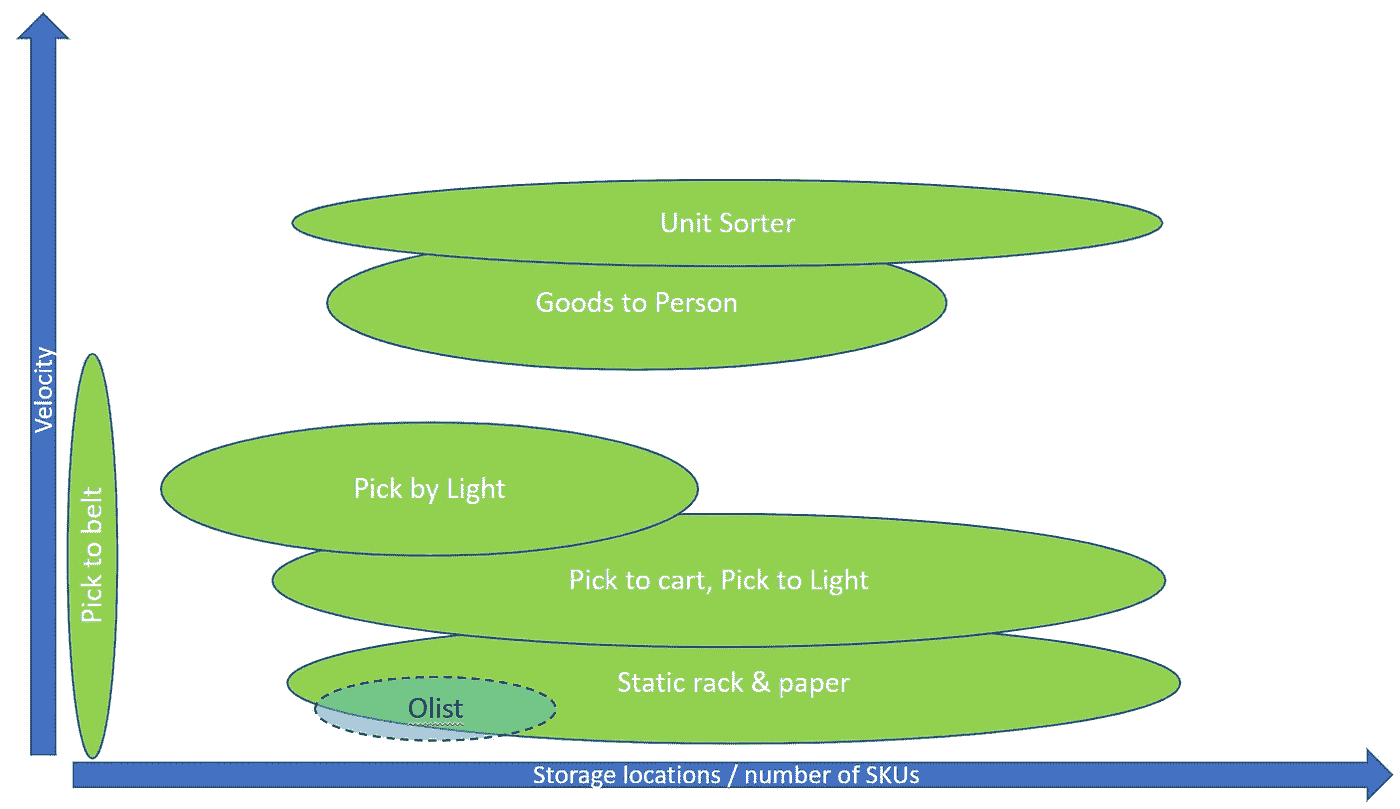 Unit Sorter
Goods to Person
Velocity
Pick by Light
Pick to belt
Pick to cart, Pick to Light
Static rack & paper
Olist
Storage locations / number of SKUs